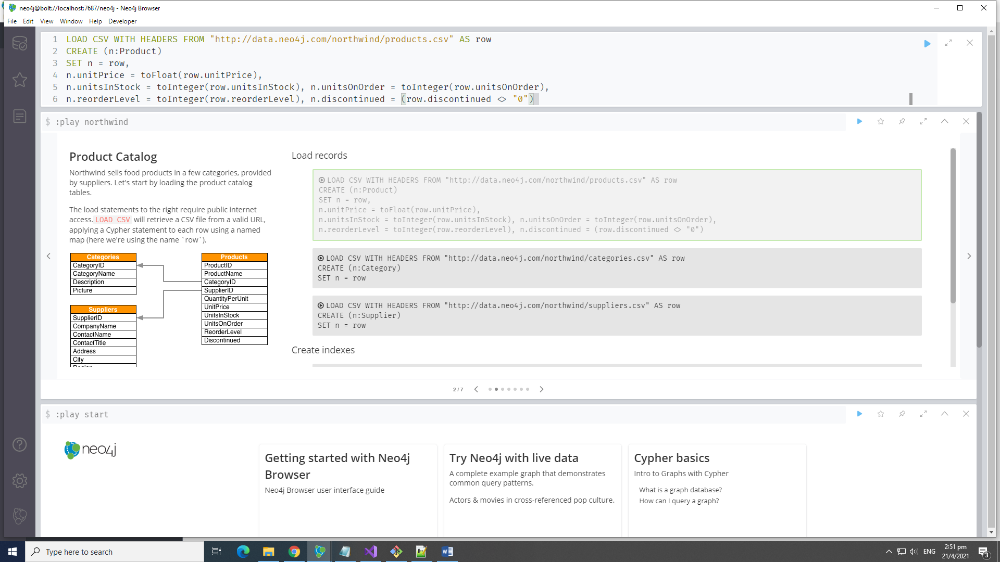 neo4j@bolt://localhost:7687/neo4j - Neo4j Browser
File Edit View Window Help Developer
1 LOAD CSV WITH HEADERS FROM "http://data.neo4j.com/northwind/products.csv" AS row
2 CREATE (n:Product)
3 SET n = row,
4 n.unitPrice = toFloat(row.unitPrice),
5 n.unitsInStock = toInteger(row.unitsInStock), n.unitsOnOrder = toInteger(row.unitsOnOrder),
6 n.reorderLevel = toInteger(row.reorderLevel), n.discontinued = (row.discontinued <> "0")
$ :play northwind
Product Catalog
Northwind sells food products in a few categories, provided
by suppliers. Let's start by loading the product catalog
tables.
The load statements to the right require public internet
access. LOAD CSV will retrieve a CSV file from a valid URL,
applying a Cypher statement to each row using a named
map (here we're using the name `row`).
Categories
CategoryID
CategoryName
Description
Picture
Suppliers
SupplierID
CompanyName
ContactName
ContactTitle
Address
City
Region
Products
ProductID
ProductName
CategoryID
SupplierID
QuantityPerUnit
UnitPrice
UnitsInStock
UnitsOnOrder
ReorderLevel
Discontinued
Load records
LOAD CSV WITH HEADERS FROM "http://data.neo4j.com/northwind/products.csv" AS row
CREATE (n:Product)
SET n = row,
n.unitPrice = toFloat(row.unitPrice),
n.unitsInStock = toInteger(row.unitsInStock), n.unitsOnOrder = toInteger(row.unitsOnOrder),
n.reorderLevel = toInteger(row.reorderLevel), n.discontinued = (row.discontinued <> "0")
LOAD CSV WITH HEADERS FROM "http://data.neo4j.com/northwind/categories.csv" AS row
CREATE (n:Category)
SET n = row
LOAD CSV WITH HEADERS FROM "http://data.neo4j.com/northwind/suppliers.csv" AS row
CREATE (n:Supplier)
SET n = row
Create indexes
2 / 7
$ :play start
neo4j
Getting started with Neo4j
Browser
Neo4j Browser user interface guide
Try Neo4j with live data
A complete example graph that demonstrates
common query patterns.
Actors & movies in cross-referenced pop culture.
Cypher basics
Intro to Graphs with Cypher
What is a graph database?
How can I query a graph?
Type here to search
ENG
2:51 pm
21/4/2021
3